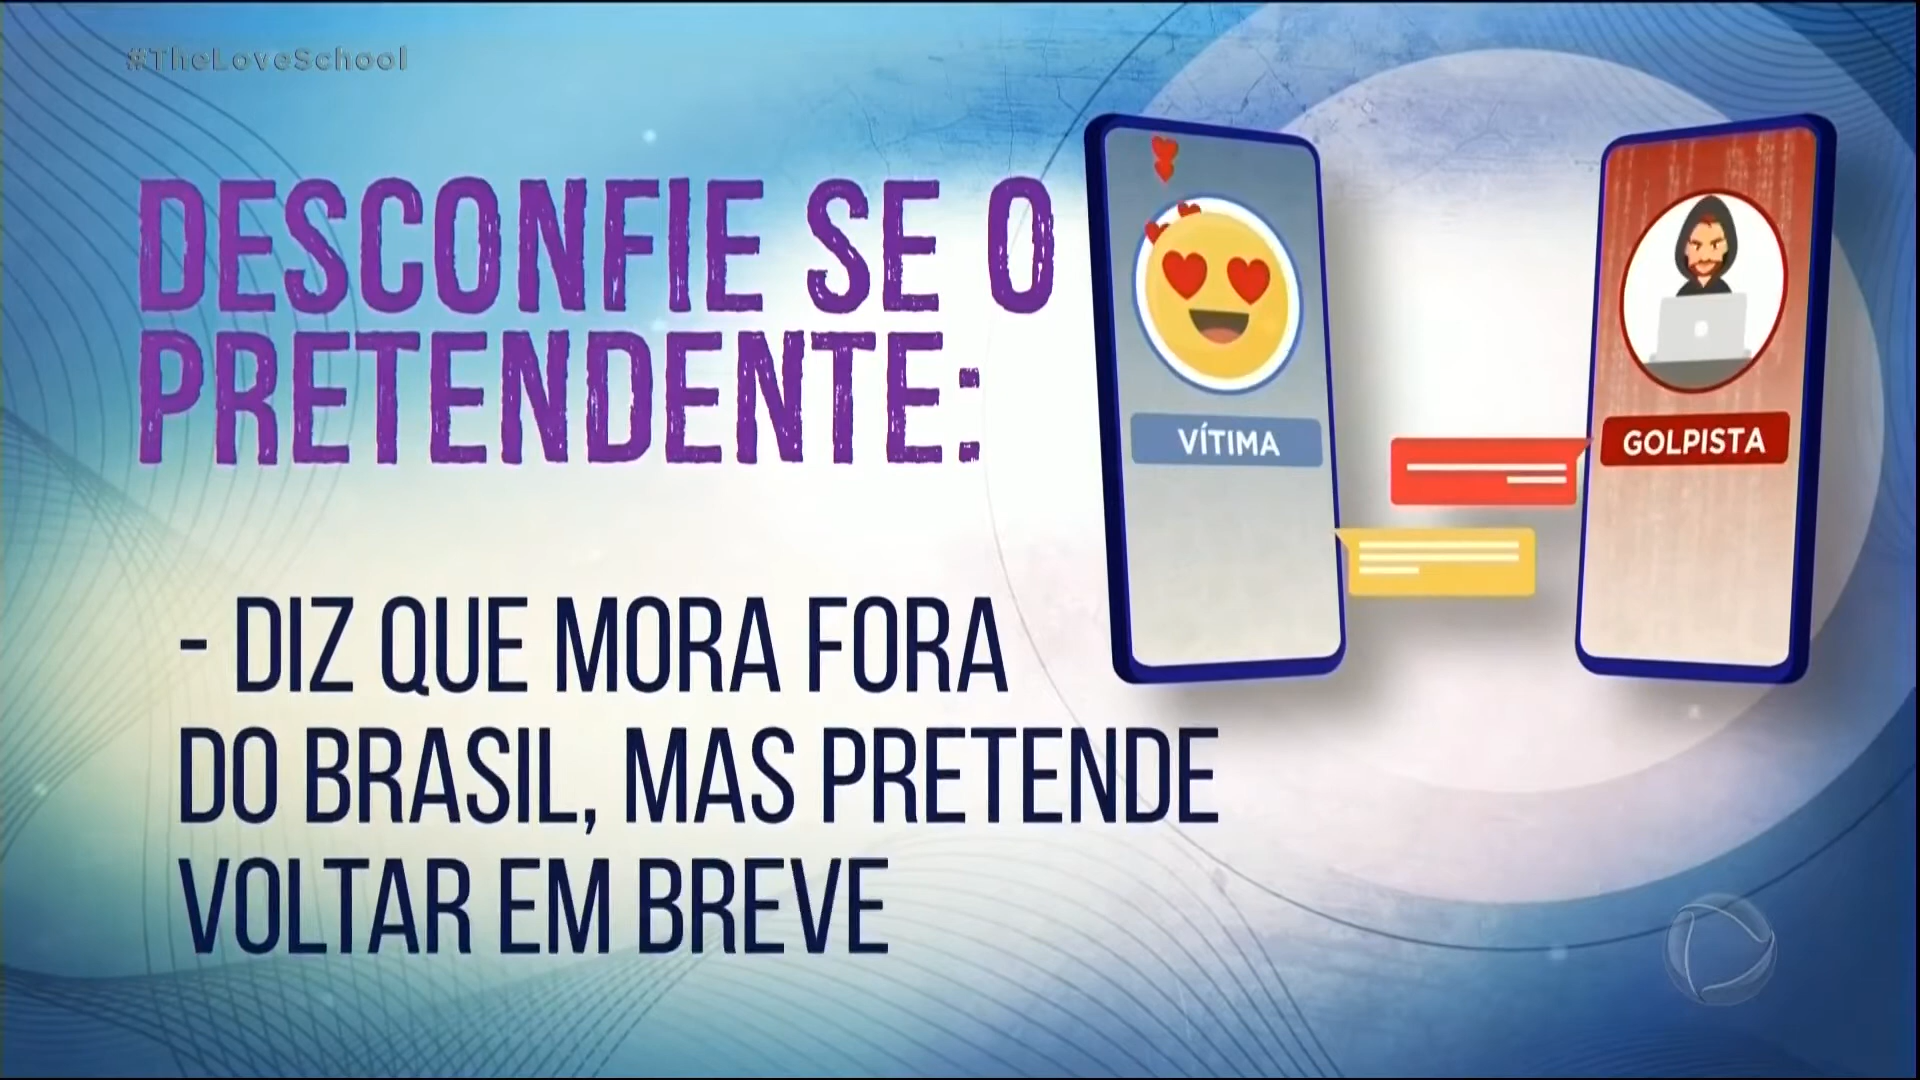 #TheLoveSchool
DESCONFIE SE O
PRETENDENTE:
- DIZ QUE MORA FORA
DO BRASIL, MAS PRETENDE
VOLTAR EM BREVE
VÍTIMA
GOLPISTA